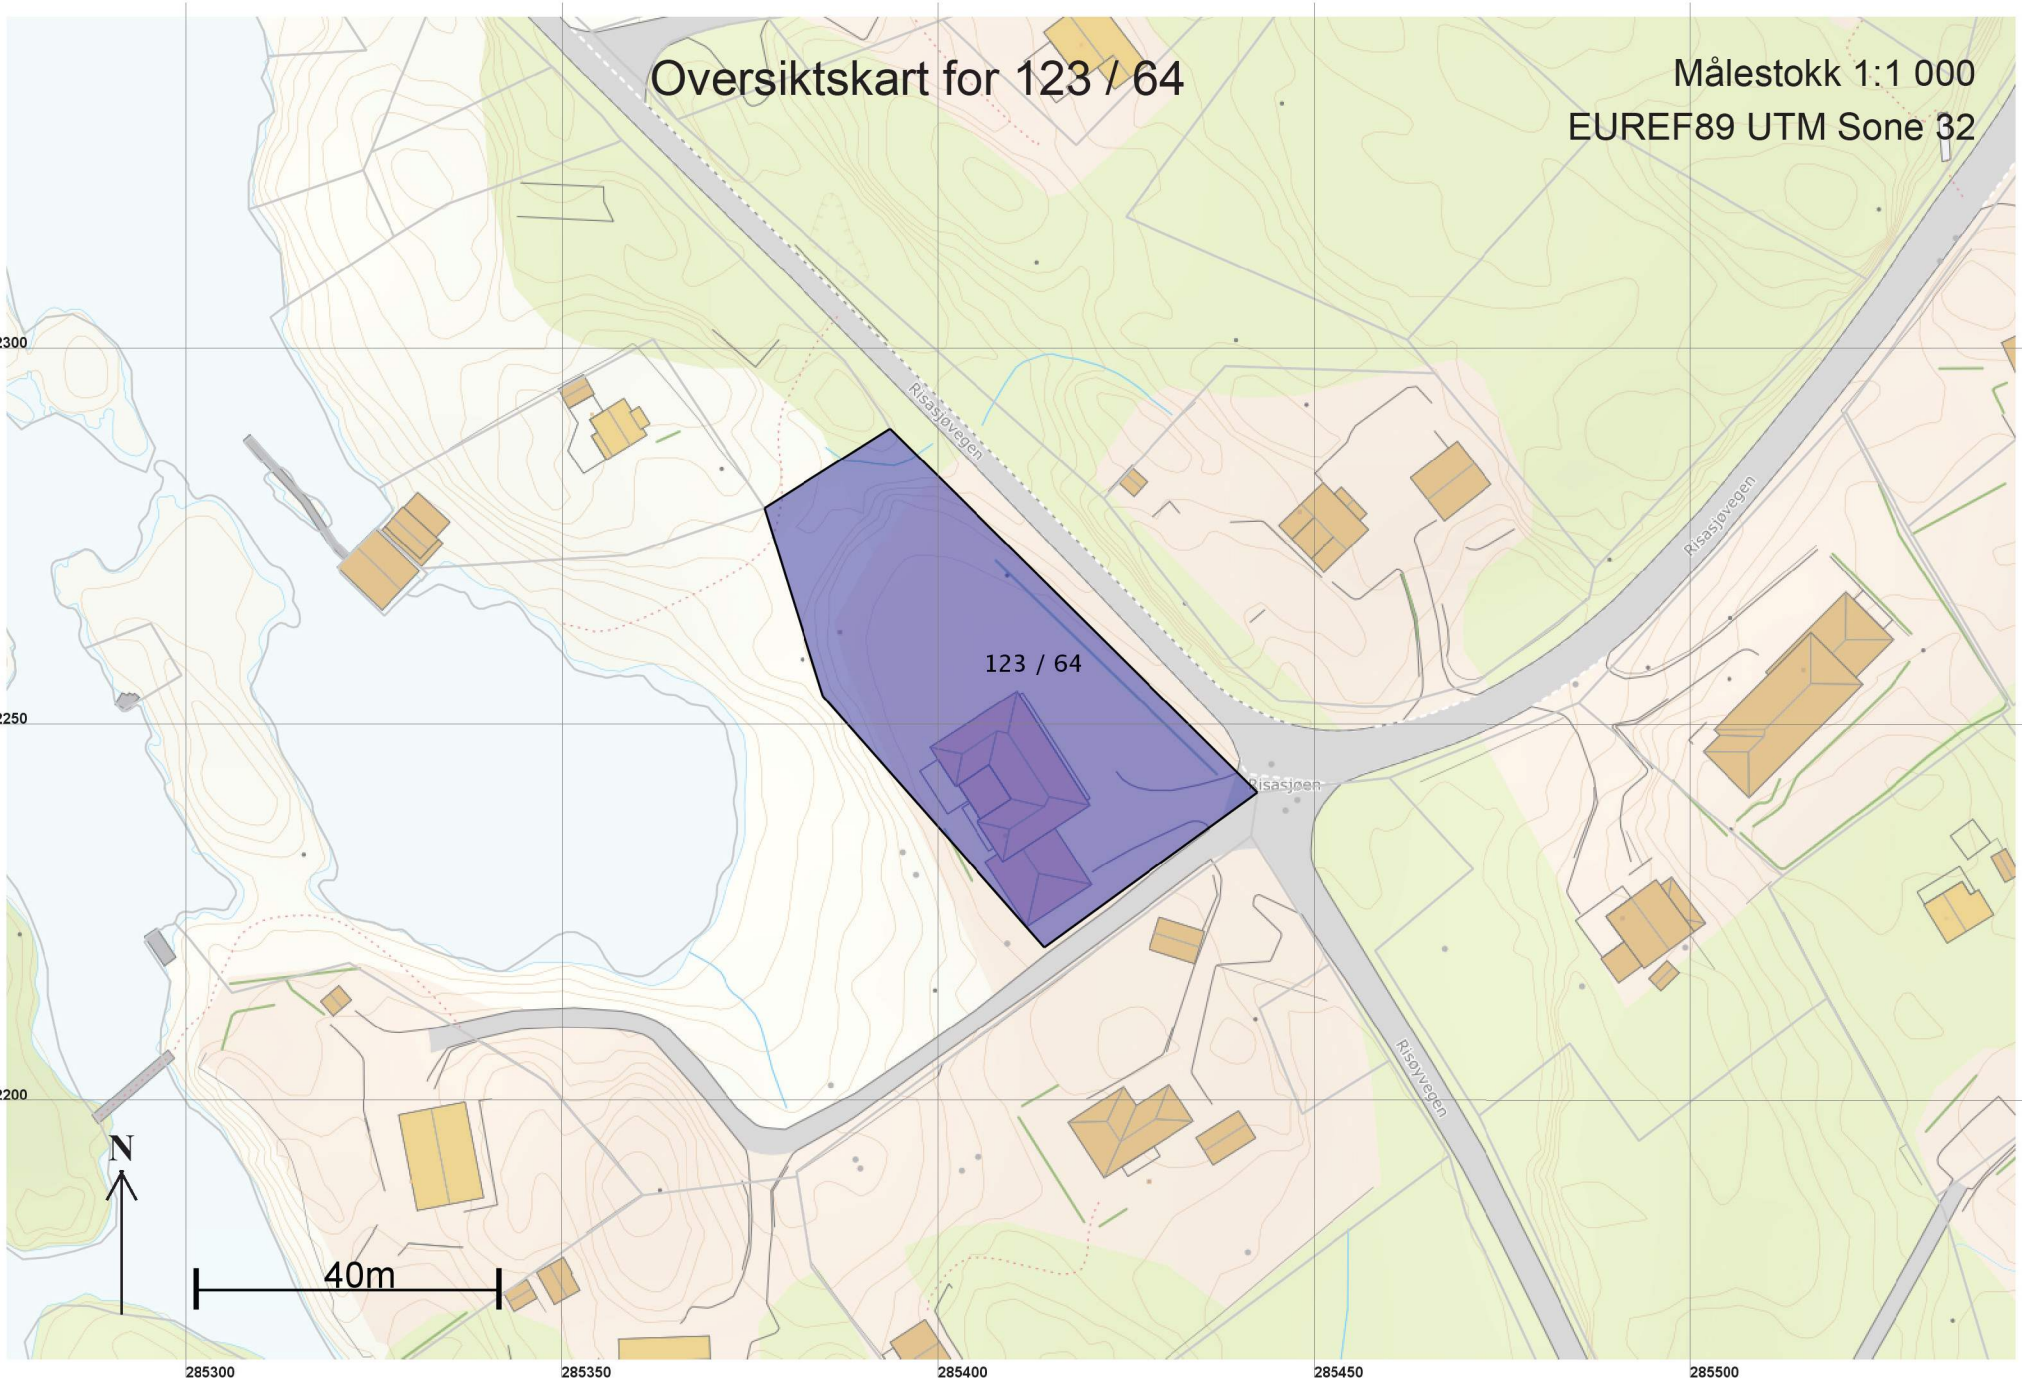 Oversiktskart for 123 / 64
Målestokk 1:1 000
EUREF89 UTM Sone 32
2300
Risasjøvegen
Risasjøvegen
123 / 64
2250
Risasjøen
Risøyvegen
2200
N
40m
285300
285350
285400
285450
285500